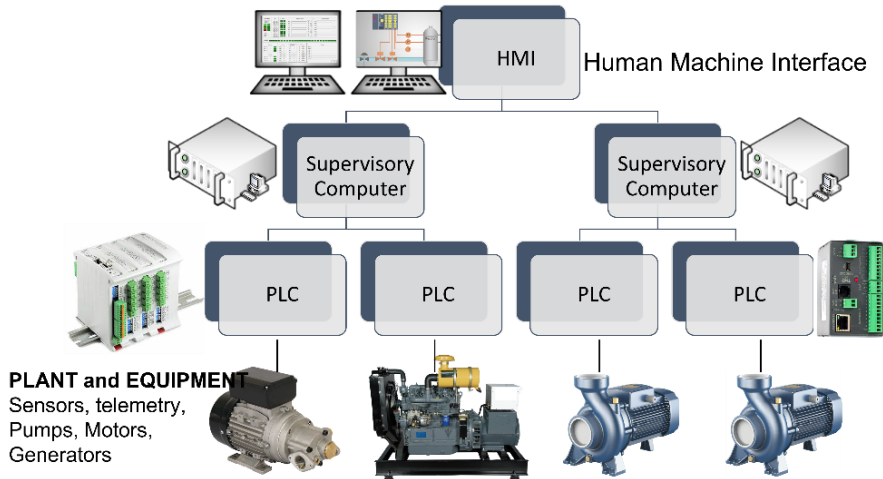 HMI
Human Machine Interface
Supervisory
Computer
Supervisory
Computer
PLC
PLC
PLC
PLC
PLANT and EQUIPMENT
Sensors, telemetry,
Pumps, Motors,
Generators